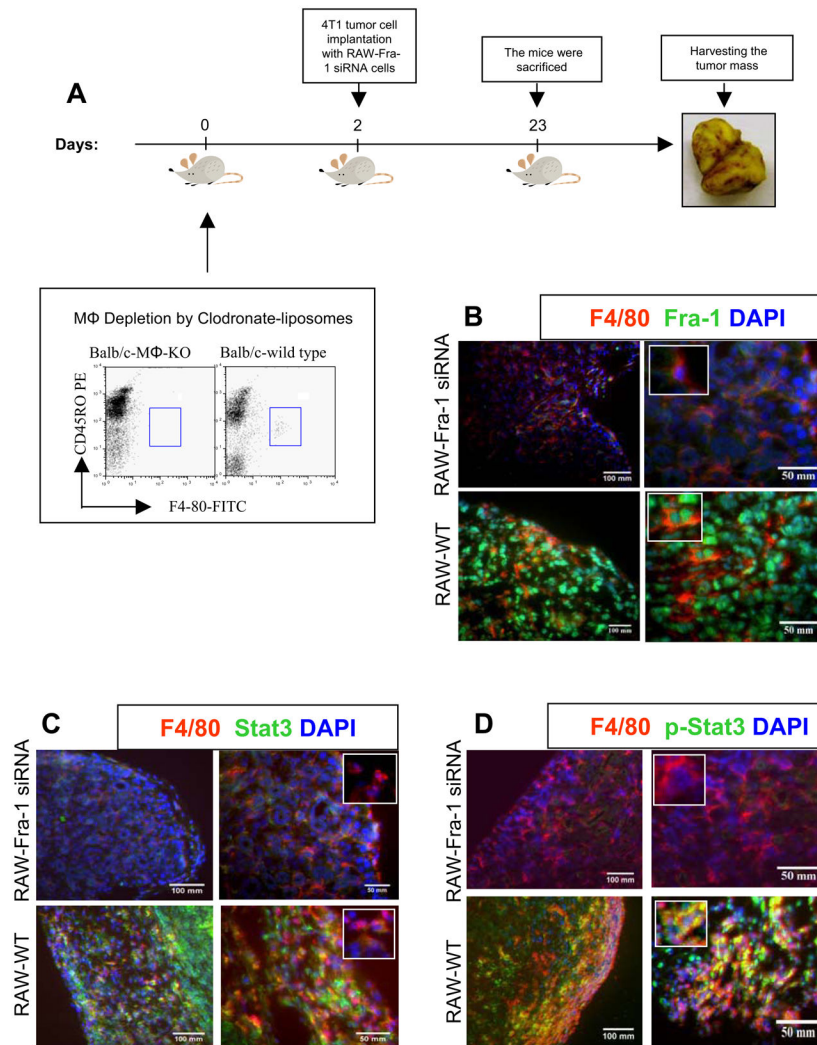 4T1 tumor cell
implantation
with RAW-Fra-
1 siRNA cells
The mice were
sacrificed
Harvesting the
tumor mass
A
0
2
23
Days:
MΦ Depletion by Clodronate-liposomes
Balb/c-MΦ-KO
Balb/c-wild type
CD45RO PE
F4-80-FITC
B
F4/80 Fra-1 DAPI
RAW-Fra-1 siRNA
100 mm
50 mm
RAW-WT
100 mm
50 mm
C
F4/80 Stat3 DAPI
RAW-Fra-1 siRNA
100 mm
50 mm
RAW-WT
100 mm
50 mm
D
F4/80 p-Stat3 DAPI
RAW-Fra-1 siRNA
100 mm
50 mm
RAW-WT
100 mm
50 mm